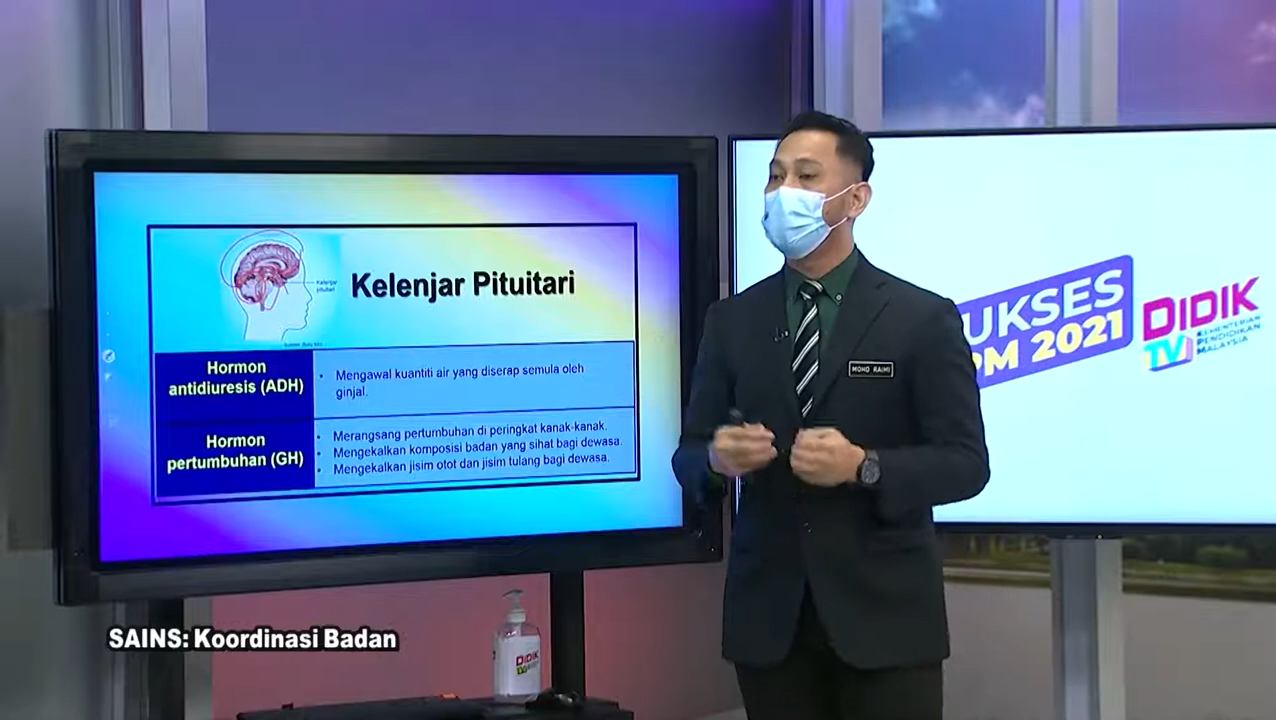 Kelenjar Pituitari
Kelenjar
pituitari
Hormon
antidiuresis (ADH)
Mengawal kuantiti air yang diserap semula oleh
ginjal.
Hormon
pertumbuhan (GH)
Merangsang pertumbuhan di peringkat kanak-kanak.
Mengekalkan komposisi badan yang sihat bagi dewasa.
Mengekalkan jisim otot dan jisim tulang bagi dewasa.
MOHD RAIMI
UKSES
PM 2021
DIDIK
TV
KEMENTERIAN
PENDIDIKAN
MALAYSIA
DIDIK
SAINS: Koordinasi Badan